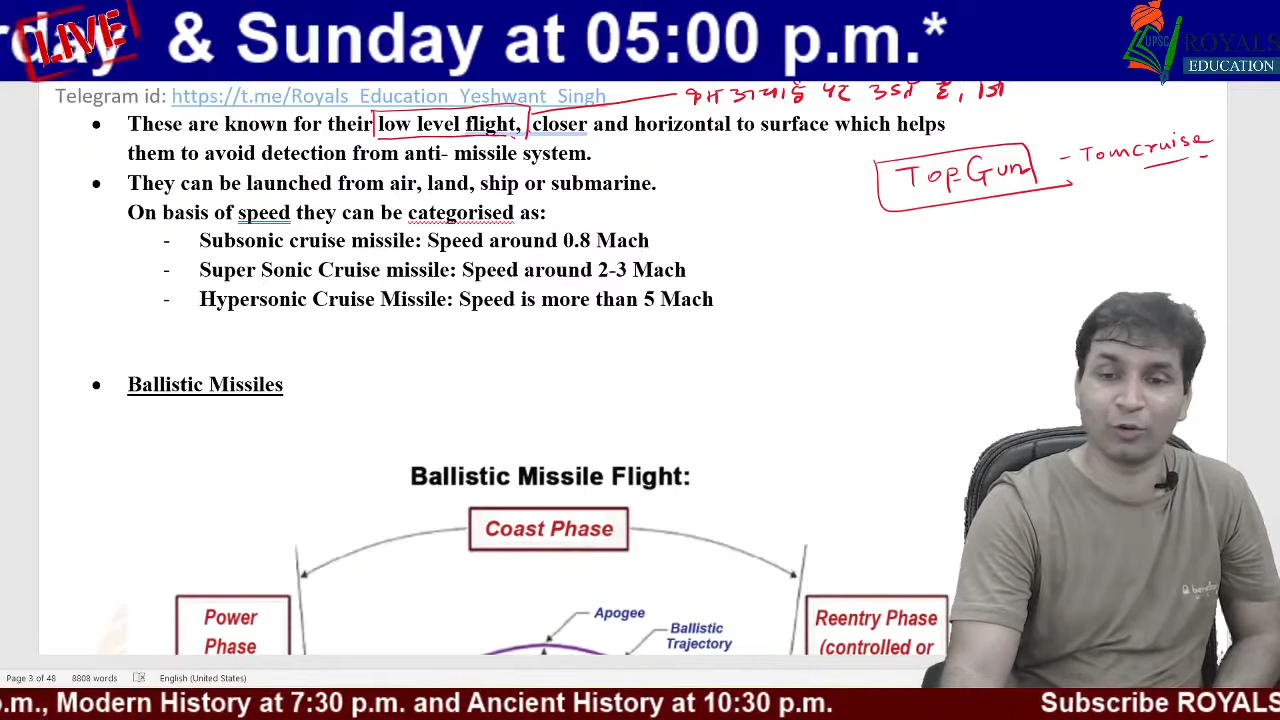 rday & Sunday at 05:00 p.m.*
LIVE
UPSC ROYALS
EDUCATION
Telegram id: https://t.me/Royals_Education_Yeshwant_Singh
पर उड़ते है,
• These are known for their low level flight, closer and horizontal to surface which helps
them to avoid detection from anti- missile system.
Top Gun - Tom cruise
• They can be launched from air, land, ship or submarine.
On basis of speed they can be categorised as:
- Subsonic cruise missile: Speed around 0.8 Mach
- Super Sonic Cruise missile: Speed around 2-3 Mach
- Hypersonic Cruise Missile: Speed is more than 5 Mach
• Ballistic Missiles
Ballistic Missile Flight:
Coast Phase
Power
Phase
Apogee
Ballistic
Trajectory
Reentry Phase
(controlled or
Page 3 of 48 8808 words English (United States)
p.m., Modern History at 7:30 p.m. and Ancient History at 10:30 p.m. Subscribe ROYALS